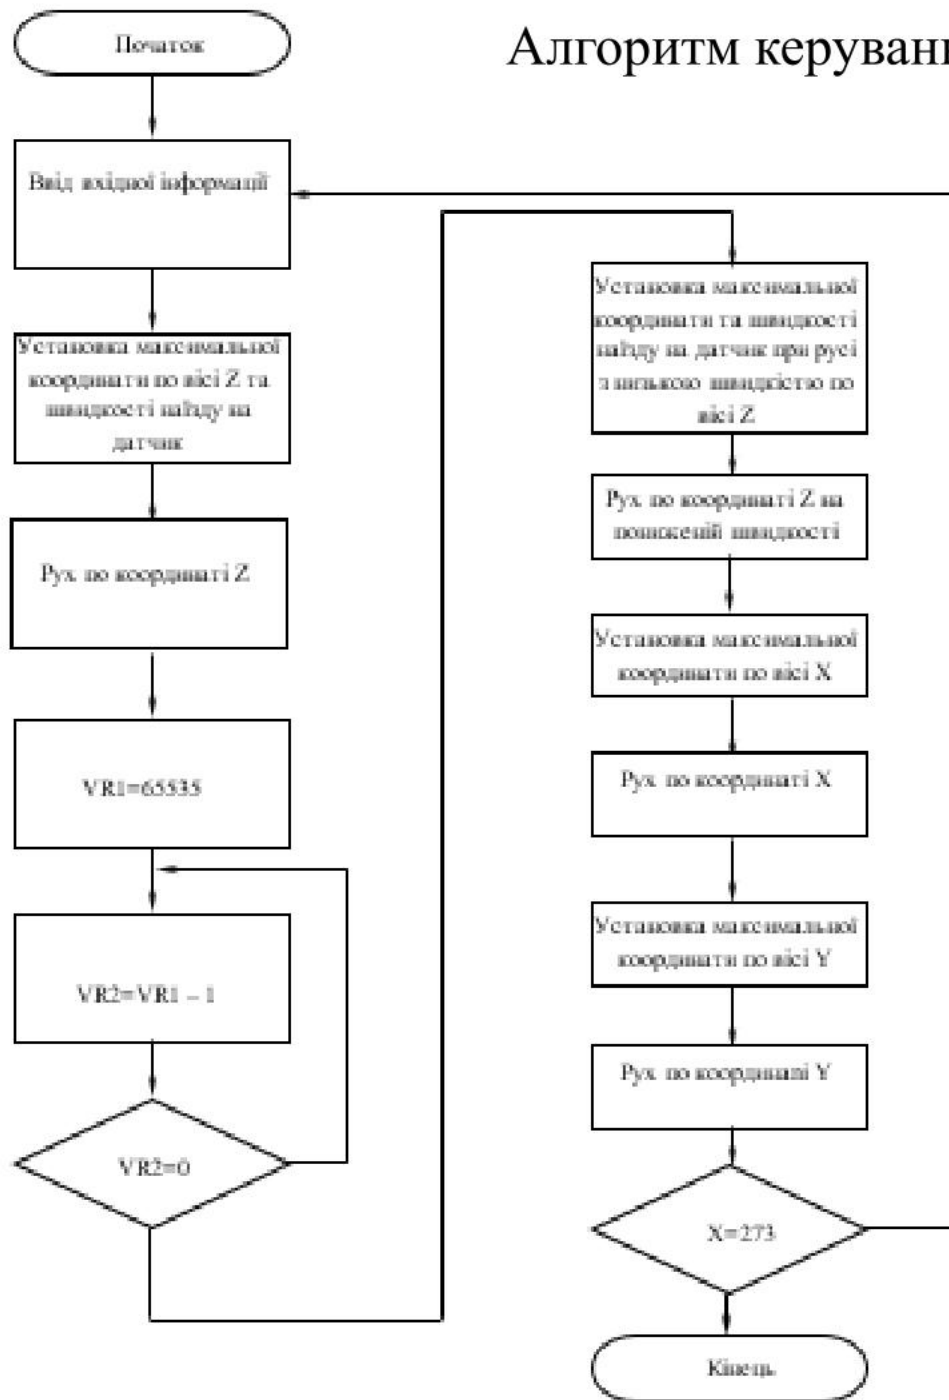 Алгоритм керуван
Початок
Ввід вхідної інформації
Установка максимальної
координати по вісі Z та
швидкості наїзду на
датчик
Рух по координаті Z
VR1=65535
VR2=VR1 – 1
VR2=0
Установка максимальної
координати та швидкості
наїзду на датчик при русі
з низькою швидкістю по
вісі Z
Рух по координаті Z на
пониженій швидкості
Установка максимальної
координати по вісі X
Рух по координаті X
Установка максимальної
координати по вісі Y
Рух по координаті Y
X=273
Кінець